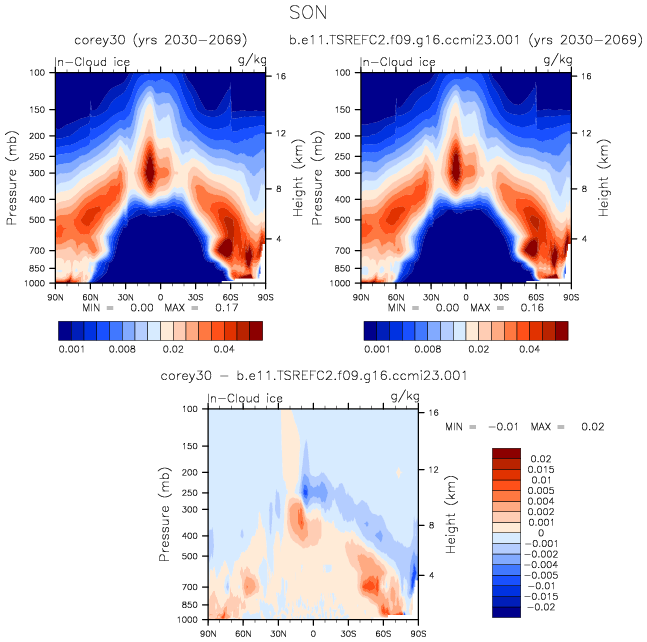 SON
corey30 (yrs 2030-2069)
b.e11.TSREFC2.f09.g16.ccmi23.001 (yrs 2030-2069)
In-Cloud ice g/kg
In-Cloud ice g/kg
100
150
200
250
300
400
500
700
850
1000
Pressure (mb)
16
12
8
4
Height (km)
90N 60N 30N 0 30S 60S 90S
MIN = 0.00 MAX = 0.17
0.001 0.008 0.02 0.04
100
150
200
250
300
400
500
700
850
1000
Pressure (mb)
16
12
8
4
Height (km)
90N 60N 30N 0 30S 60S 90S
MIN = 0.00 MAX = 0.16
0.001 0.008 0.02 0.04
corey30 - b.e11.TSREFC2.f09.g16.ccmi23.001
In-Cloud ice g/kg
100
150
200
250
300
400
500
700
850
1000
Pressure (mb)
16
12
8
4
Height (km)
90N 60N 30N 0 30S 60S 90S
MIN = -0.01 MAX = 0.02
0.02
0.015
0.01
0.005
0.004
0.002
0.001
0
-0.001
-0.002
-0.004
-0.005
-0.01
-0.015
-0.02